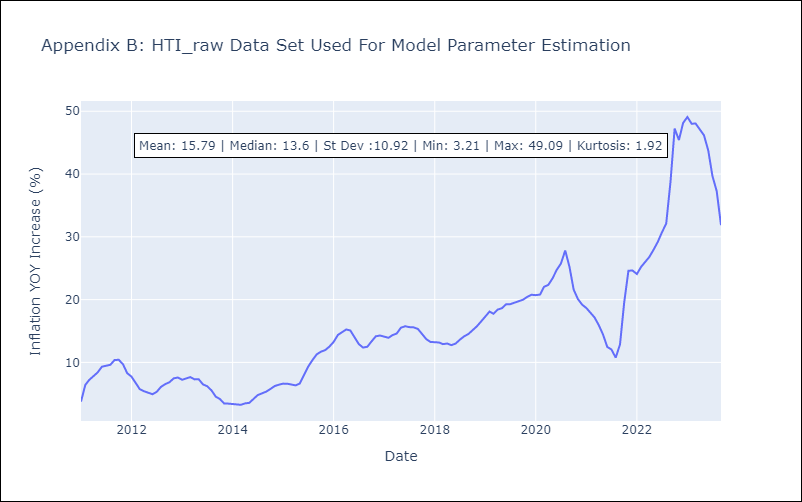 Appendix B: HTI_raw Data Set Used For Model Parameter Estimation
50
Mean: 15.79 | Median: 13.6 | St Dev :10.92 | Min: 3.21 | Max: 49.09 | Kurtosis: 1.92
40
30
20
10
Inflation YOY Increase (%)
2012 2014 2016 2018 2020 2022
Date